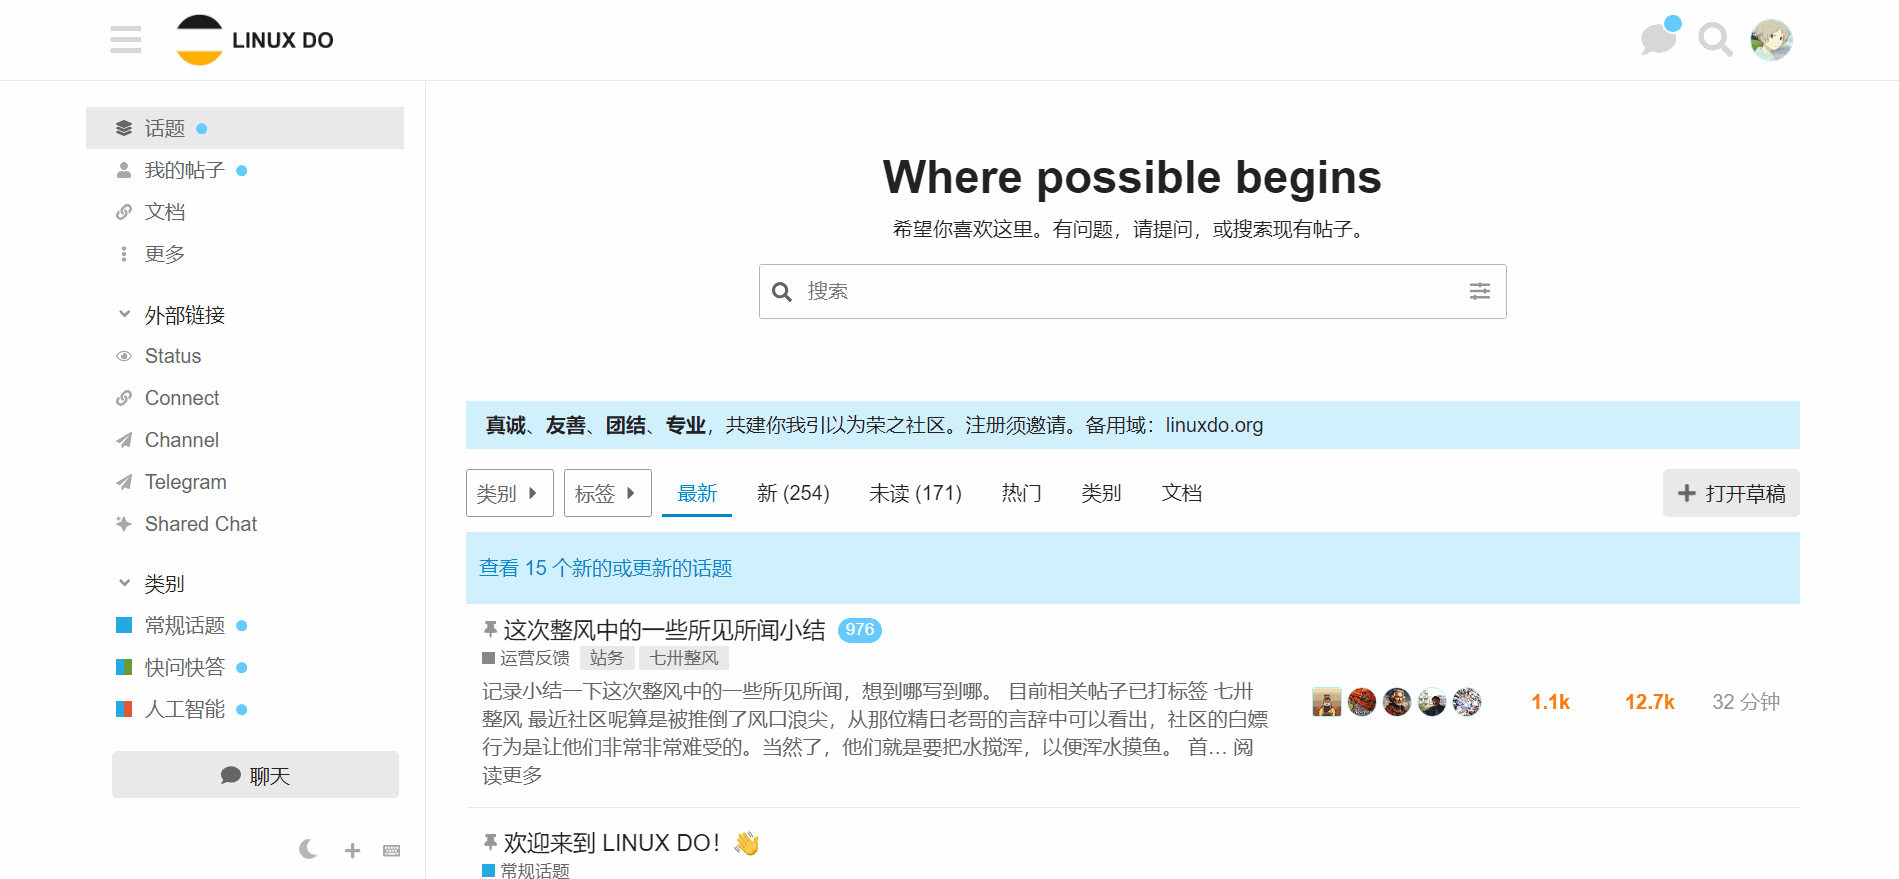 LINUX DO
话题
我的帖子
文档
更多
外部链接
Status
Connect
Channel
Telegram
Shared Chat
类别
常规话题
快问快答
人工智能
聊天
Where possible begins
希望你喜欢这里。有问题，请提问，或搜索现有帖子。
搜索
真诚、友善、团结、专业，共建你我引以为荣之社区。注册须邀请。备用域：linuxdo.org
类别 标签 最新 新 (254) 未读 (171) 热门 类别 文档 打开草稿
查看 15 个新的或更新的话题
这次整风中的一些所见所闻小结 976
运营反馈 站务 七卅整风
记录小结一下这次整风中的一些所见所闻，想到哪写到哪。 目前相关帖子已打标签 七卅
整风 最近社区呢算是被推倒了风口浪尖，从那位精日老哥的言辞中可以看出，社区的白嫖
行为是让他们非常非常难受的。当然了，他们就是要把水搅浑，以便浑水摸鱼。 首… 阅
读更多
1.1k 12.7k 32 分钟
欢迎来到 LINUX DO！👋
常规话题